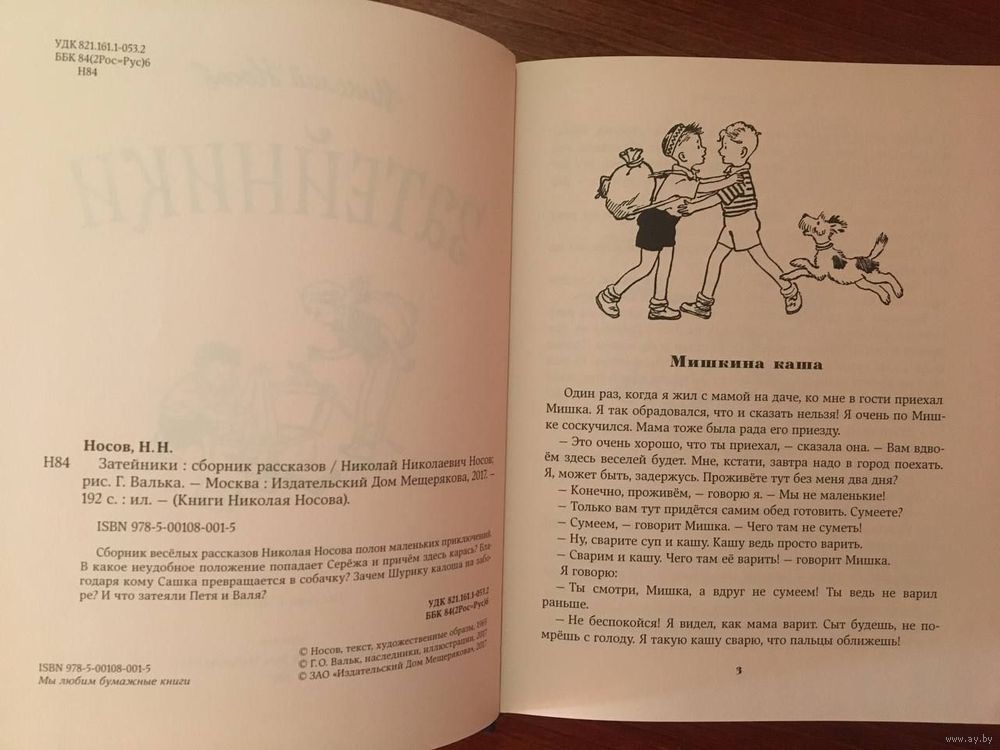 УДК 821.161.1-053.2
ББК 84(2Рос=Рус)6
Н84
Носов, Н.Н.
Н84 Затейники : сборник рассказов / Николай Николаевич Носов;
рис. Г. Валька. — Москва : Издательский Дом Мещерякова, 2017. —
192 с. : ил. — (Книги Николая Носова).
ISBN 978-5-00108-001-5
Сборник весёлых рассказов Николая Носова полон маленьких приключений.
В какое неудобное положение попадает Серёжа и причём здесь карась? Бла-
годаря кому Сашка превращается в собачку? Зачем Шурику калоша на забо-
ре? И что затеяли Петя и Валя?
УДК 821.161.1-053.2
ББК 84(2Рос=Рус)6
© Носов, текст, художественные образы, 1969
© Г.О. Вальк, наследники, иллюстрации, 2017
© ЗАО «Издательский Дом Мещерякова», 2017
ISBN 978-5-00108-001-5
Мы любим бумажные книги
Мишкина каша
Один раз, когда я жил с мамой на даче, ко мне в гости приехал
Мишка. Я так обрадовался, что и сказать нельзя! Я очень по Миш-
ке соскучился. Мама тоже была рада его приезду.
— Это очень хорошо, что ты приехал, — сказала она. — Вам вдво-
ём здесь веселей будет. Мне, кстати, завтра надо в город поехать.
Я, может быть, задержусь. Проживёте тут без меня два дня?
— Конечно, проживём, — говорю я. — Мы не маленькие!
— Только вам тут придётся самим обед готовить. Сумеете?
— Сумеем, — говорит Мишка. — Чего там не суметь!
— Ну, сварите суп и кашу. Кашу ведь просто варить.
— Сварим и кашу. Чего там её варить! — говорит Мишка.
Я говорю:
— Ты смотри, Мишка, а вдруг не сумеем! Ты ведь не варил
раньше.
— Не беспокойся! Я видел, как мама варит. Сыт будешь, не по-
мрёшь с голоду. Я такую кашу сварю, что пальцы оближешь!
3
www.ay.by